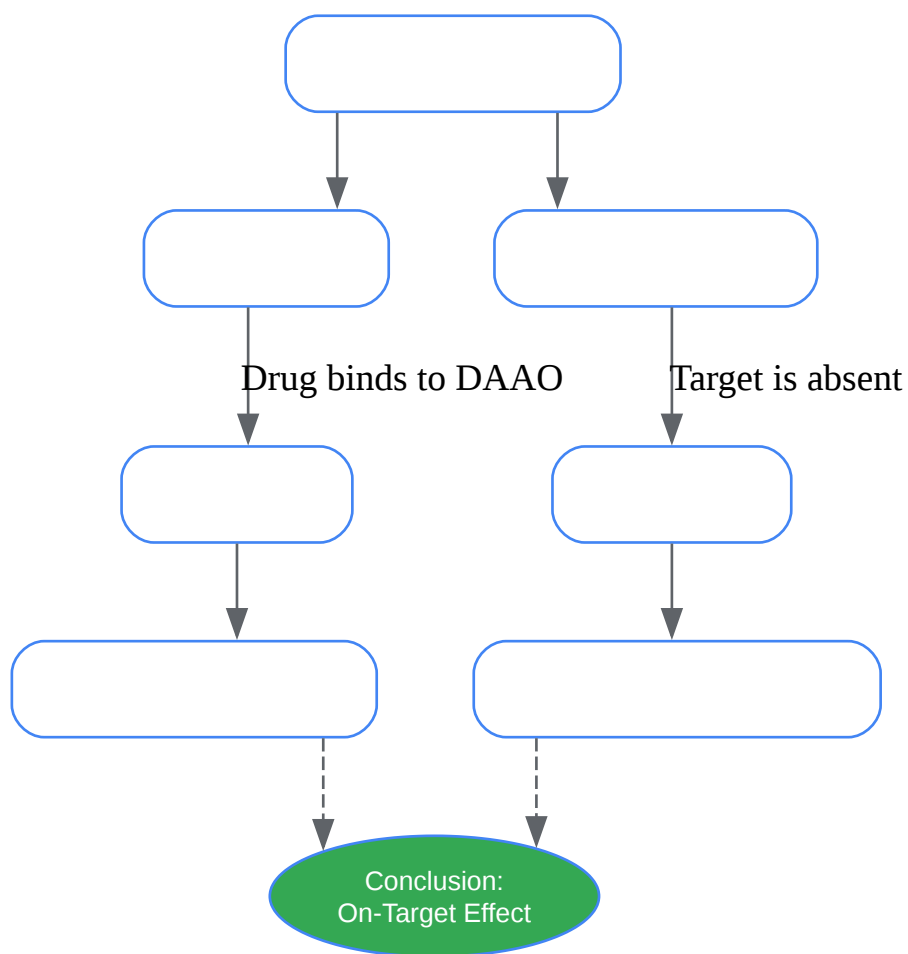 Drug binds to DAAO
Target is absent
Conclusion:
On-Target Effect